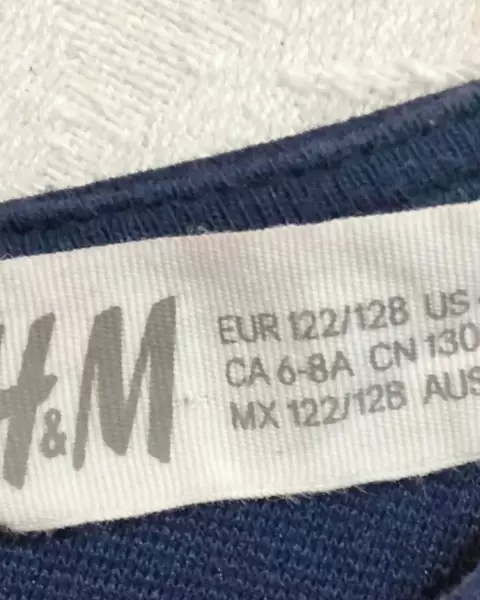 H&M
EUR 122/128 US
CA 6-8A CN 130
MX 122/128 AUS